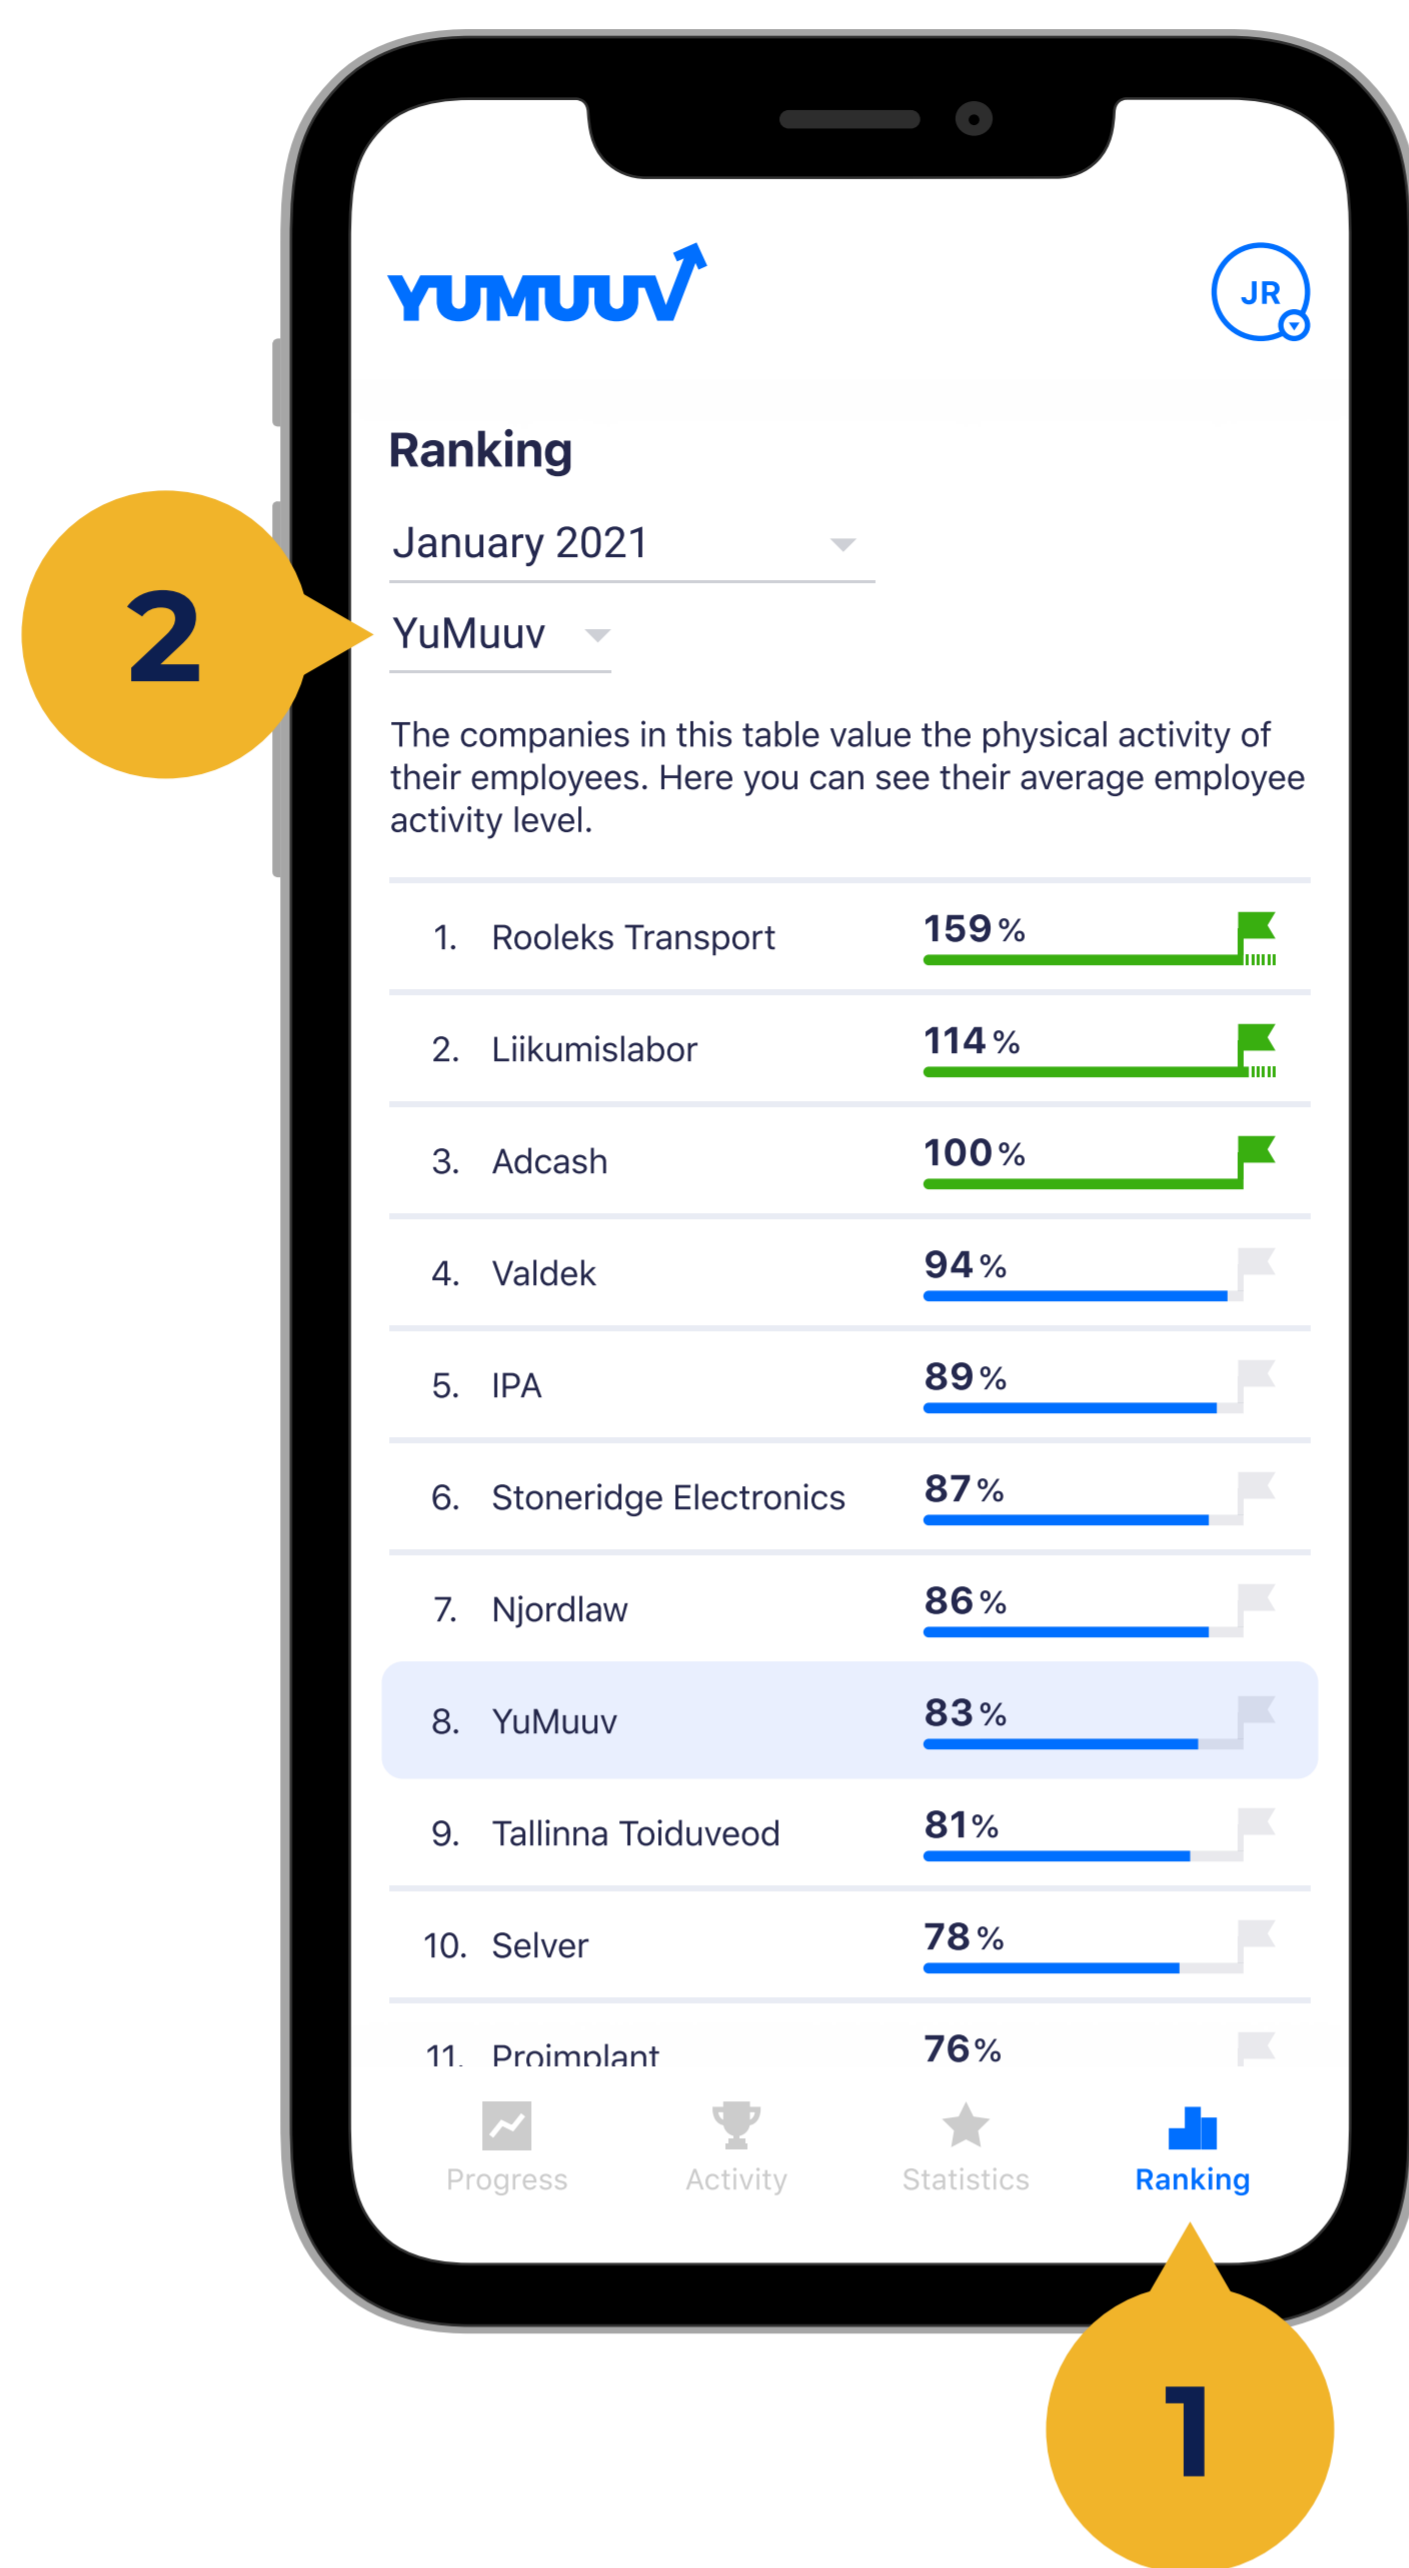 YUMUUV
JR
Ranking
January 2021
2
YuMuuv
The companies in this table value the physical activity of
their employees. Here you can see their average employee
activity level.
1. Rooleks Transport 159%
2. Liikumislabor 114%
3. Adcash 100%
4. Valdek 94%
5. IPA 89%
6. Stoneridge Electronics 87%
7. Njordlaw 86%
8. YuMuuv 83%
9. Tallinna Toiduveod 81%
10. Selver 78%
11. Proimplant 76%
Progress Activity Statistics Ranking
1